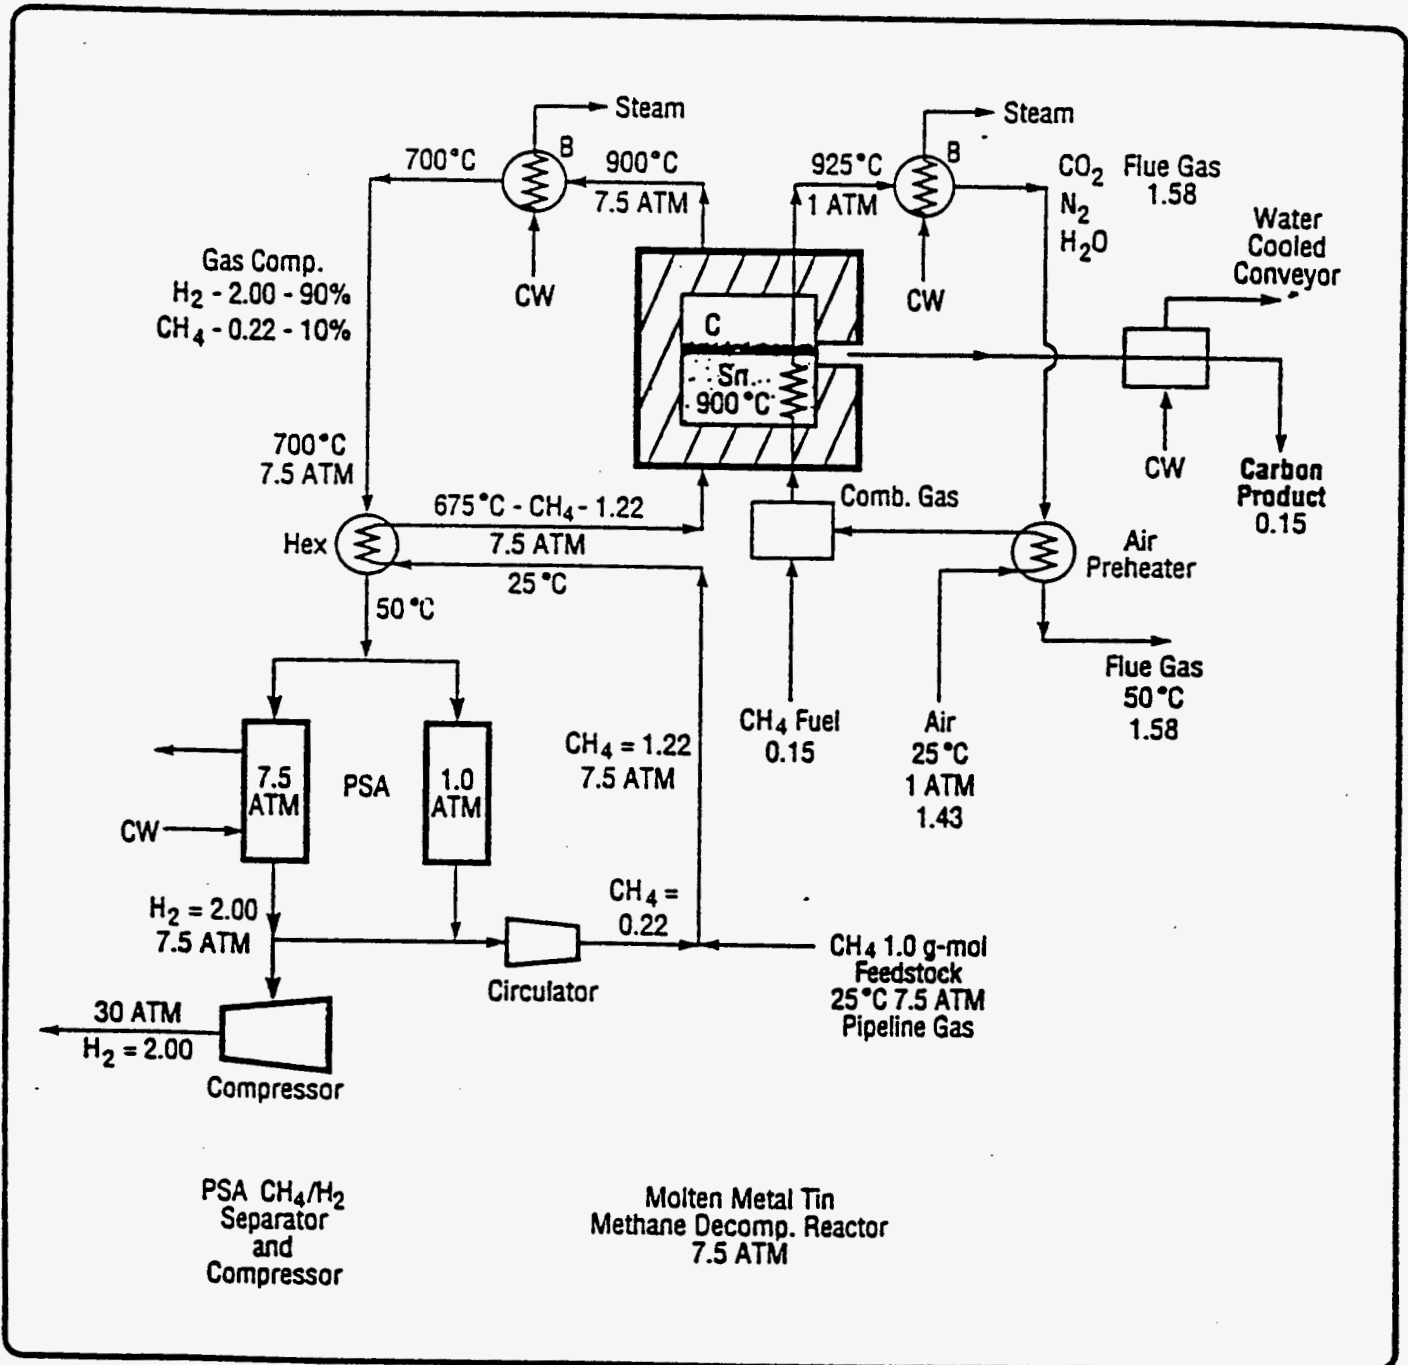 Steam
B
700°C
900°C
7.5 ATM
Steam
B
925°C
1 ATM
CO2
N2
H2O
Flue Gas
1.58
Water
Cooled
Conveyor
CW
CW
Gas Comp.
H2 - 2.00 - 90%
CH4 - 0.22 - 10%
C
Sn
900°C
700°C
7.5 ATM
CW
Carbon
Product
0.15
675°C - CH4 - 1.22
7.5 ATM
Hex
25°C
50°C
Comb. Gas
Air
Preheater
Flue Gas
50°C
1.58
CH4 Fuel
0.15
Air
25°C
1 ATM
1.43
CH4 = 1.22
7.5 ATM
7.5
ATM
PSA
1.0
ATM
CW
H2 = 2.00
7.5 ATM
CH4 =
0.22
Circulator
CH4 1.0 g-mol
Feedstock
25°C 7.5 ATM
Pipeline Gas
30 ATM
H2 = 2.00
Compressor
PSA CH4/H2
Separator
and
Compressor
Molten Metal Tin
Methane Decomp. Reactor
7.5 ATM